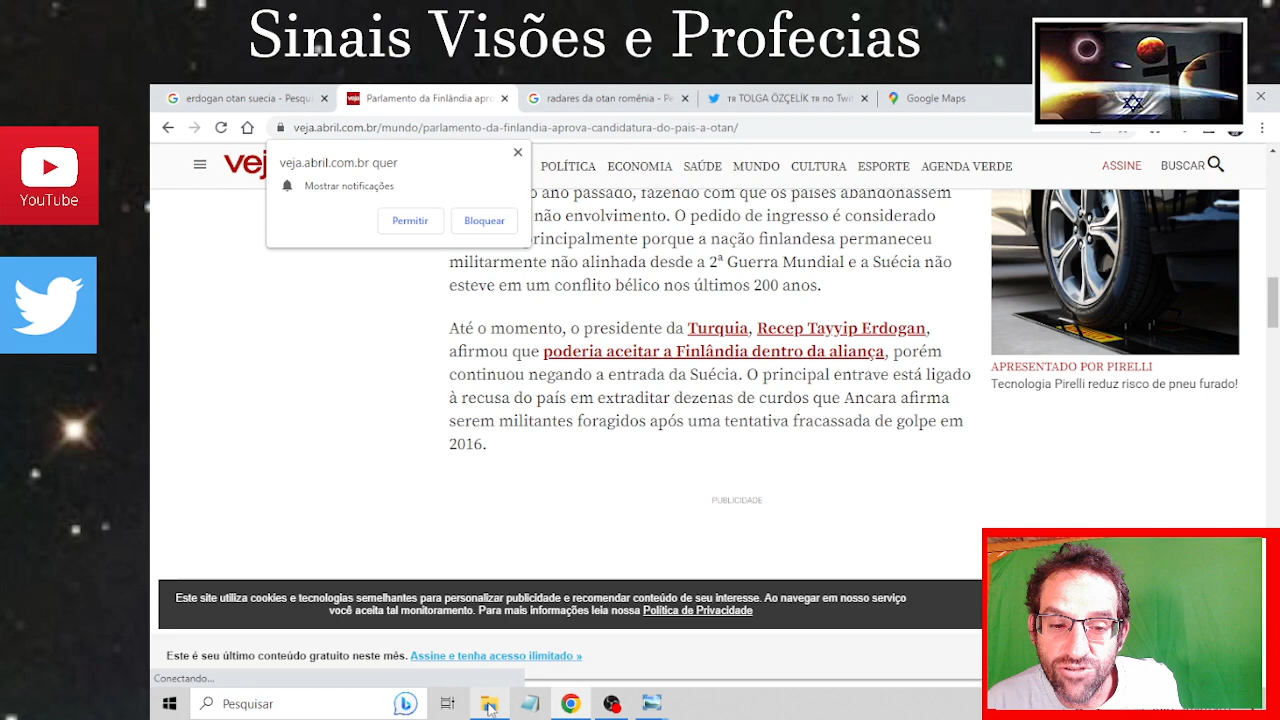 Sinais Visões e Profecias
erdogan otan suecia - Pesqu
Parlamento da Finlândia apro
radares da otan romênia - Pe
TR TOLGA ÖZÇELİK TR no Twit
Google Maps
veja.abril.com.br/mundo/parlamento-da-finlandia-aprova-candidatura-do-pais-a-otan/
veja.abril.com.br quer
Mostrar notificações
Permitir
Bloquear
vej
POLÍTICA ECONOMIA SAÚDE MUNDO CULTURA ESPORTE AGENDA VERDE
ASSINE
BUSCAR
YouTube
o ano passado, fazendo com que os países abandonassem
não envolvimento. O pedido de ingresso é considerado
principalmente porque a nação finlandesa permaneceu
militarmente não alinhada desde a 2ª Guerra Mundial e a Suécia não
esteve em um conflito bélico nos últimos 200 anos.
Até o momento, o presidente da Turquia, Recep Tayyip Erdogan,
afirmou que poderia aceitar a Finlândia dentro da aliança, porém
continuou negando a entrada da Suécia. O principal entrave está ligado
à recusa do país em extraditar dezenas de curdos que Ancara afirma
serem militantes foragidos após uma tentativa fracassada de golpe em
2016.
APRESENTADO POR PIRELLI
Tecnologia Pirelli reduz risco de pneu furado!
PUBLICIDADE
Este site utiliza cookies e tecnologias semelhantes para personalizar publicidade e recomendar conteúdo de seu interesse. Ao navegar em nosso serviço
você aceita tal monitoramento. Para mais informações leia nossa Política de Privacidade
Este é seu último conteúdo gratuito neste mês. Assine e tenha acesso ilimitado »
Conectando...
Pesquisar